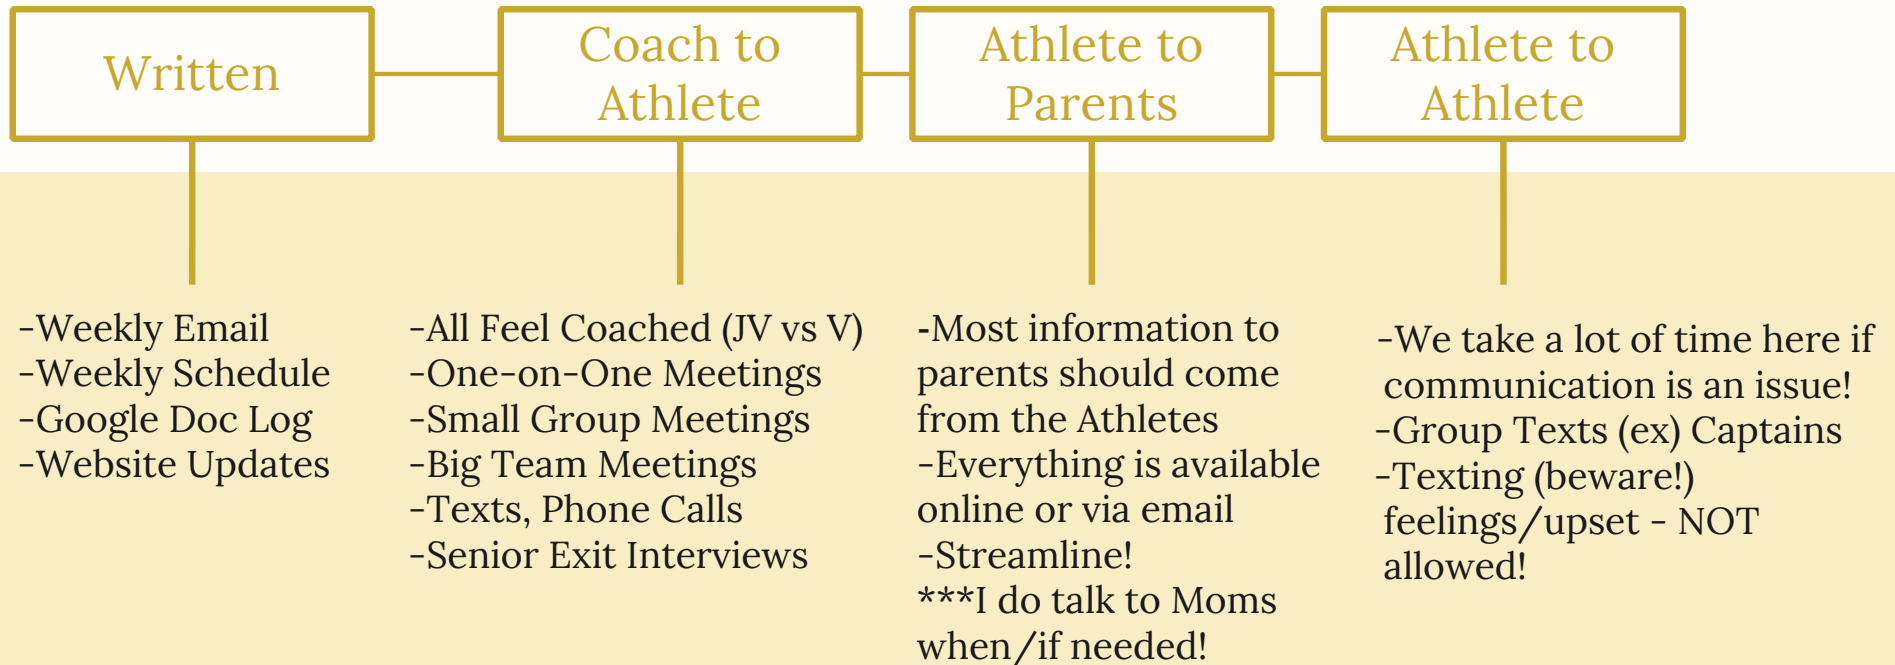 Written
Coach to
Athlete
Athlete to
Parents
Athlete to
Athlete
-Weekly Email
-Weekly Schedule
-Google Doc Log
-Website Updates
-All Feel Coached (JV vs V)
-One-on-One Meetings
-Small Group Meetings
-Big Team Meetings
-Texts, Phone Calls
-Senior Exit Interviews
-Most information to
parents should come
from the Athletes
-Everything is available
online or via email
-Streamline!
***I do talk to Moms
when/if needed!
-We take a lot of time here if
communication is an issue!
-Group Texts (ex) Captains
-Texting (beware!)
feelings/upset - NOT
allowed!